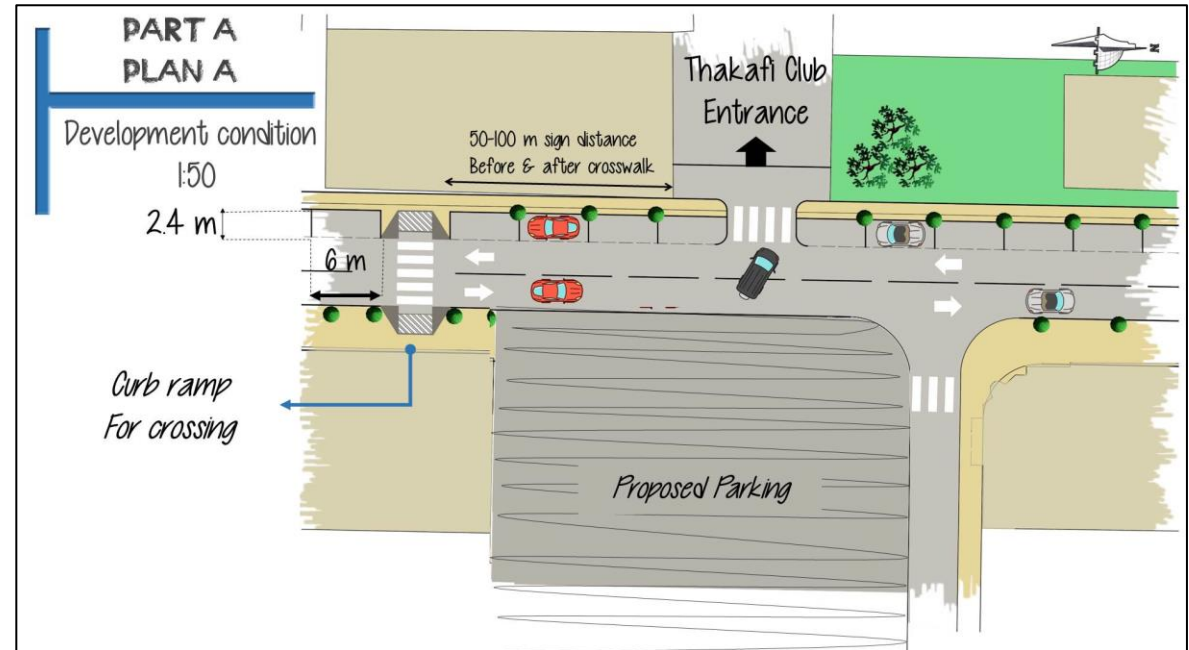 PART A
PLAN A
Development condition
1:50
2.4 m
6 m
50-100 m sign distance
Before & after crosswalk
Thakafi Club
Entrance
N
Curb ramp
For crossing
Proposed Parking